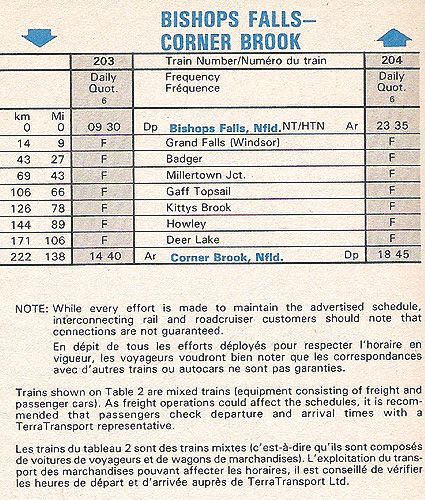 BISHOPS FALLS–
CORNER BROOK
203 Train Number/Numéro du train 204
Daily Frequency Daily
Quot. Fréquence Quot.
6 6
km Mi
0 0 09 30 Dp Bishops Falls, Nfld. NT/HTN Ar 23 35
14 9 F Grand Falls (Windsor) F
43 27 F Badger F
69 43 F Millertown Jct. F
106 66 F Gaff Topsail F
126 78 F Kittys Brook F
144 89 F Howley F
171 106 F Deer Lake F
222 138 14 40 Ar Corner Brook, Nfld. Dp 18 45
NOTE: While every effort is made to maintain the advertised schedule,
interconnecting rail and roadcruiser customers should note that
connections are not guaranteed.
En dépit de tous les efforts déployés pour respecter l'horaire en
vigueur, les voyageurs voudront bien noter que les correspondances
avec d'autres trains ou autocars ne sont pas garanties.
Trains shown on Table 2 are mixed trains (equipment consisting of freight and
passenger cars). As freight operations could affect the schedules, it is recom-
mended that passengers check departure and arrival times with a
TerraTransport representative.
Les trains du tableau 2 sont des trains mixtes (c'est-à-dire qu'ils sont composés
de voitures de voyageurs et de wagons de marchandises). L'exploitation du trans-
port des marchandises pouvant affecter les horaires, il est conseillé de vérifier
les heures de départ et d'arrivée auprès de TerraTransport Ltd.